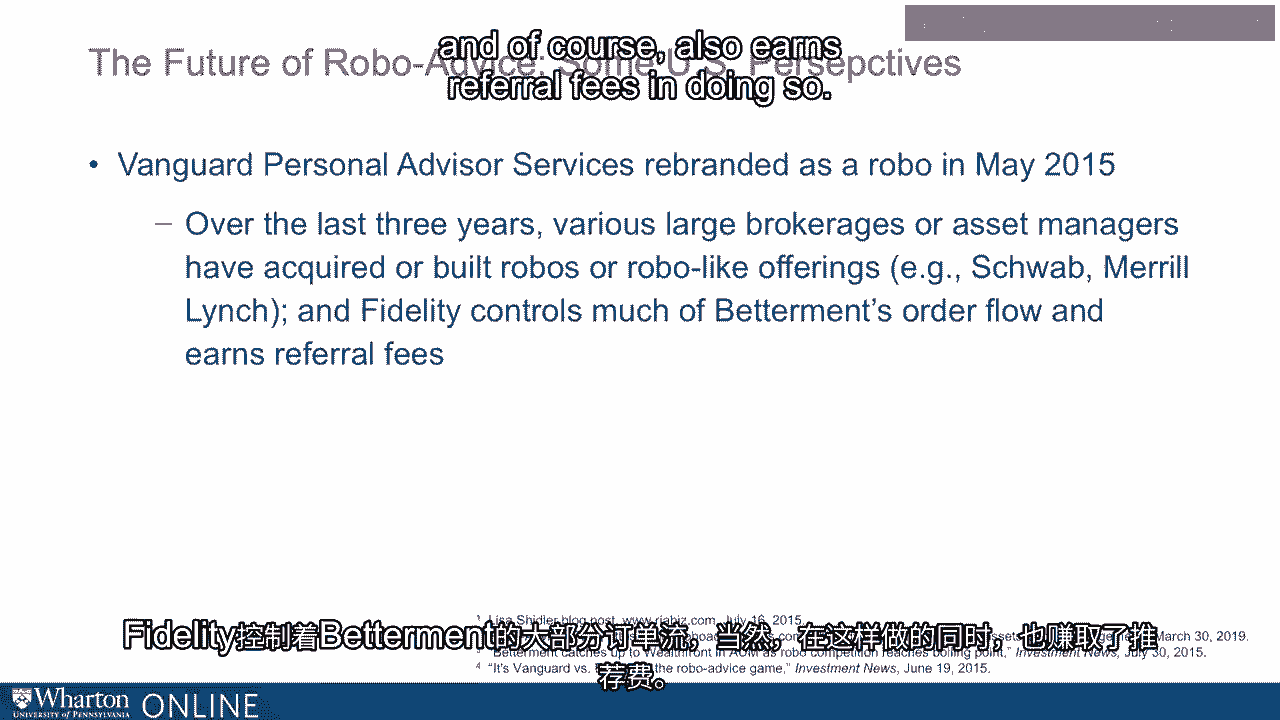 and of course, also earns
referral fees in doing so.
The Future of Robo-Advice: Some U.S. Persepctives
• Vanguard Personal Advisor Services rebranded as a robo in May 2015
– Over the last three years, various large brokerages or asset managers
have acquired or built robos or robo-like offerings (e.g., Schwab, Merrill
Lynch); and Fidelity controls much of Betterment’s order flow and
earns referral fees
¹ Lisa Shidler blog post, www.riabiz.com, July 16, 2015.
March 30, 2019.
³ “Betterment catches up to Wealthfront in AUM as robo competition reaches boiling point,” Investment News, July 30, 2015.
⁴ “It’s Vanguard vs. the robo-advice game,” Investment News, June 19, 2015.
Fidelity控制着Betterment的大部分订单流，当然，在这样做的同时，也赚取了推
荐费。
Wharton
UNIVERSITY of PENNSYLVANIA
ONLINE